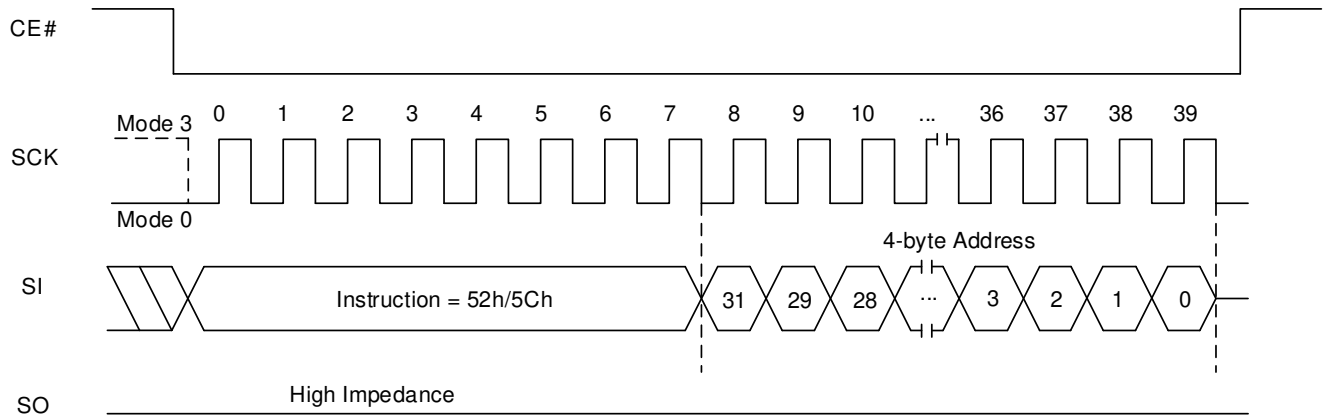 CE#
0 1 2 3 4 5 6 7 8 9 10 ... 36 37 38 39
Mode 3
SCK
Mode 0
4-byte Address
SI
Instruction = 52h/5Ch 31 29 28 ... 3 2 1 0
High Impedance
SO